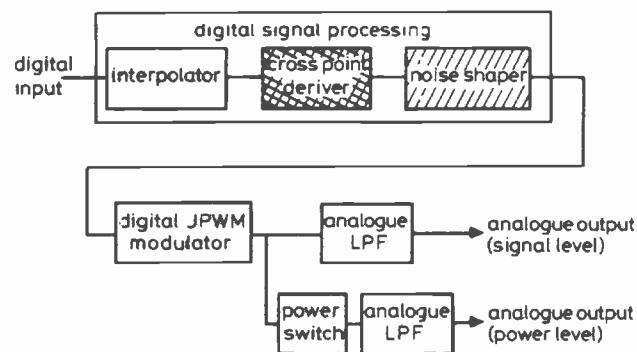 digital signal processing
digital
input
interpolator
cross point
deriver
noise shaper
digital JPWM
modulator
analogue
LPF
analogue output
(signal level)
power
switch
analogue
LPF
analogue output
(power level)